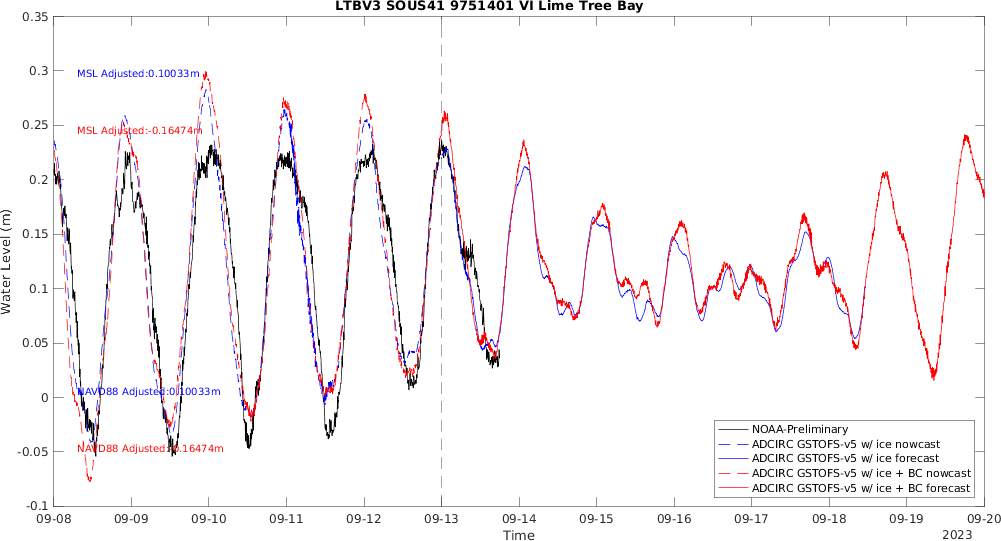 LTBV3 SOUS41 9751401 VI Lime Tree Bay
0.35
0.3
0.25
0.2
0.15
0.1
0.05
0
-0.05
-0.1
Water Level (m)
MSL Adjusted:0.10033m
MSL Adjusted:-0.16474m
NAVD88 Adjusted:0.10033m
NAVD88 Adjusted:-0.16474m
NOAA-Preliminary
ADCIRC GSTOFS-v5 w/ ice nowcast
ADCIRC GSTOFS-v5 w/ ice forecast
ADCIRC GSTOFS-v5 w/ ice + BC nowcast
ADCIRC GSTOFS-v5 w/ ice + BC forecast
09-08 09-09 09-10 09-11 09-12 09-13 09-14 09-15 09-16 09-17 09-18 09-19 09-20
Time
2023